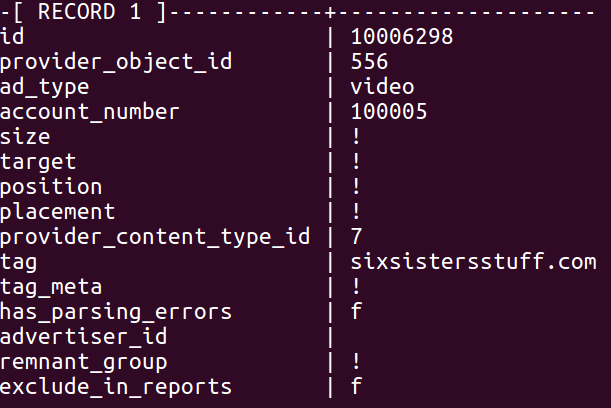 -[ RECORD 1 ]------------+--------------------
id                       | 10006298
provider_object_id       | 556
ad_type                  | video
account_number           | 100005
size                     | !
target                   | !
position                 | !
placement                | !
provider_content_type_id | 7
tag                      | sixsistersstuff.com
tag_meta                 | !
has_parsing_errors       | f
advertiser_id            |
remnant_group            | !
exclude_in_reports       | f